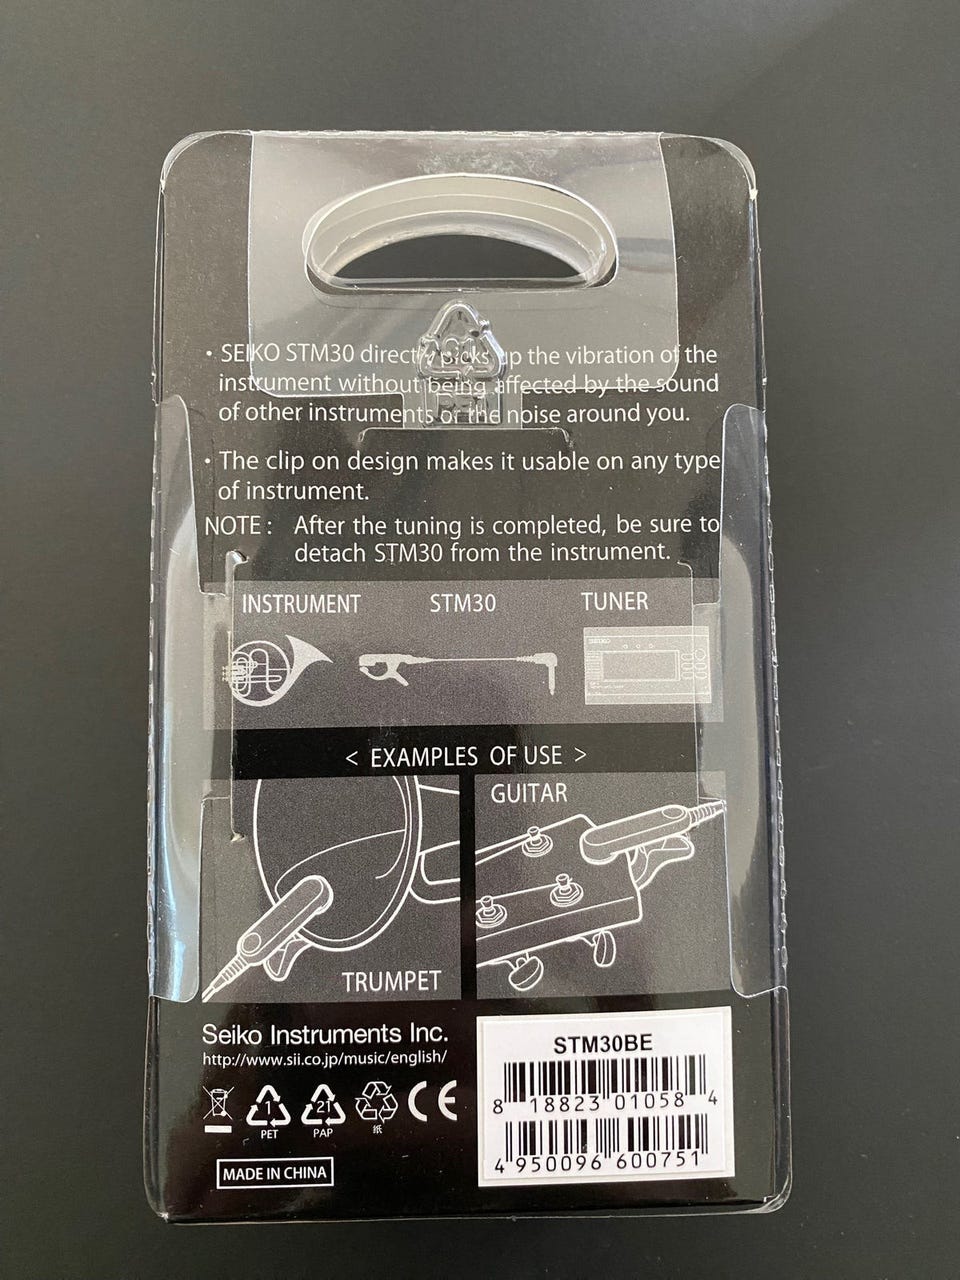 • SEIKO STM30 directly picks up the vibration of the
instrument without being affected by the sound
of other instruments or the noise around you.
• The clip on design makes it usable on any type
of instrument.
NOTE : After the tuning is completed, be sure to
detach STM30 from the instrument.
INSTRUMENT STM30 TUNER
SEIKO
< EXAMPLES OF USE >
TRUMPET
GUITAR
Seiko Instruments Inc.
http://www.sii.co.jp/music/english/
1 21 CE
PET PAP 纸
MADE IN CHINA
STM30BE
8 18823 01058 4
4 950096 600751